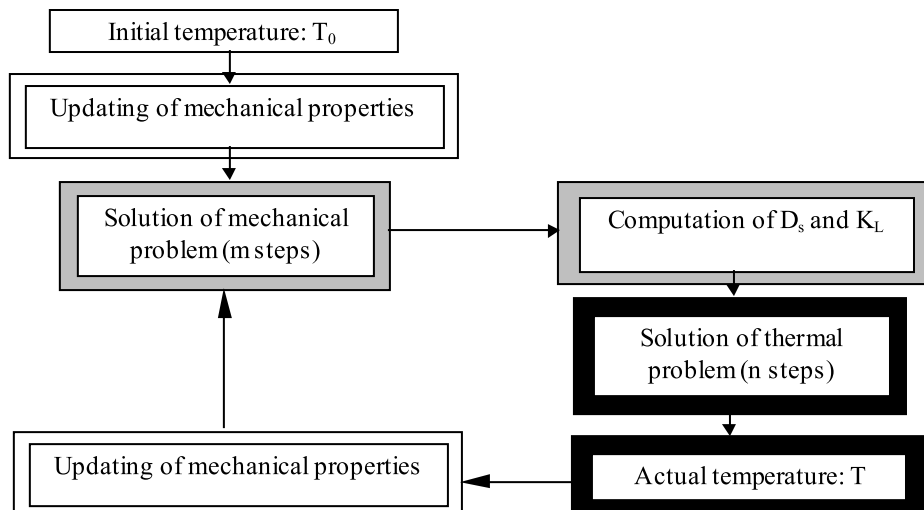 Initial temperature: T₀
Updating of mechanical properties
Solution of mechanical
problem (m steps)
Computation of Dₛ and K_L
Solution of thermal
problem (n steps)
Updating of mechanical properties
Actual temperature: T